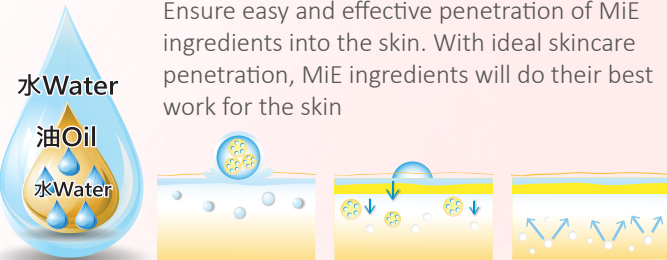 Ensure easy and effective penetration of MiE
ingredients into the skin. With ideal skincare
penetration, MiE ingredients will do their best
work for the skin
水Water
油Oil
水Water